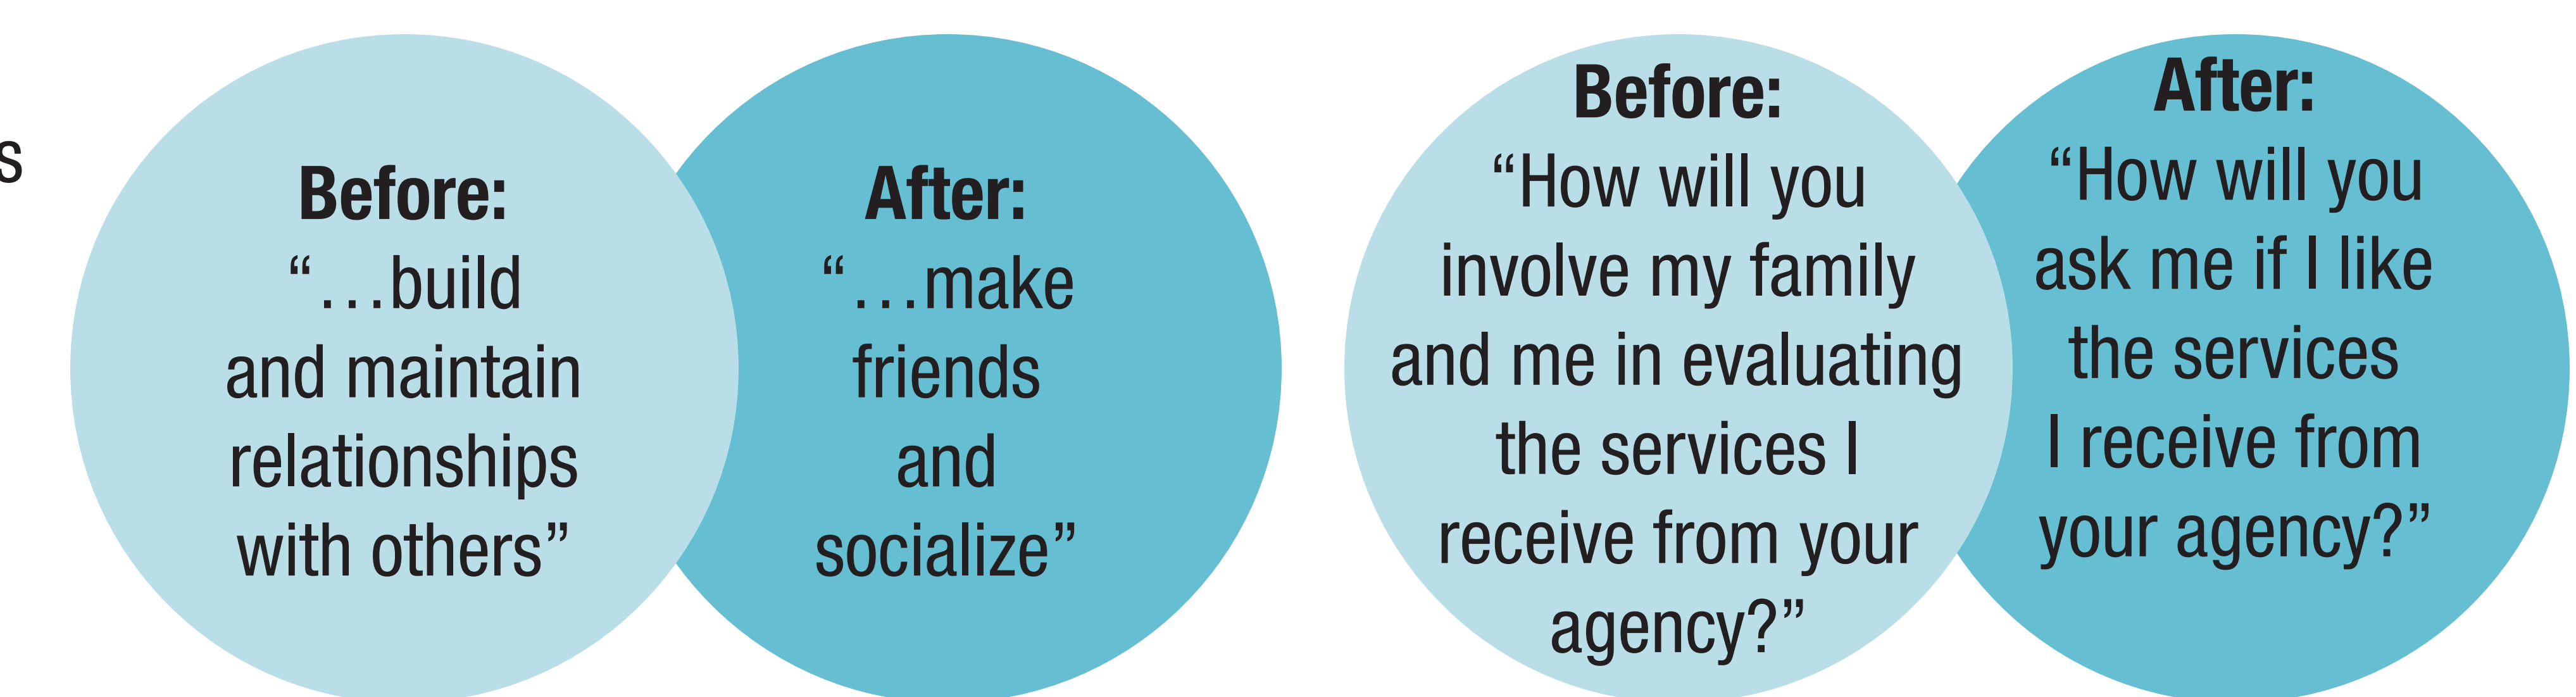 s
Before:
“…build
and maintain
relationships
with others”
After:
“…make
friends
and
socialize”
Before:
“How will you
involve my family
and me in evaluating
the services I
receive from your
agency?”
After:
“How will you
ask me if I like
the services
I receive from
your agency?”